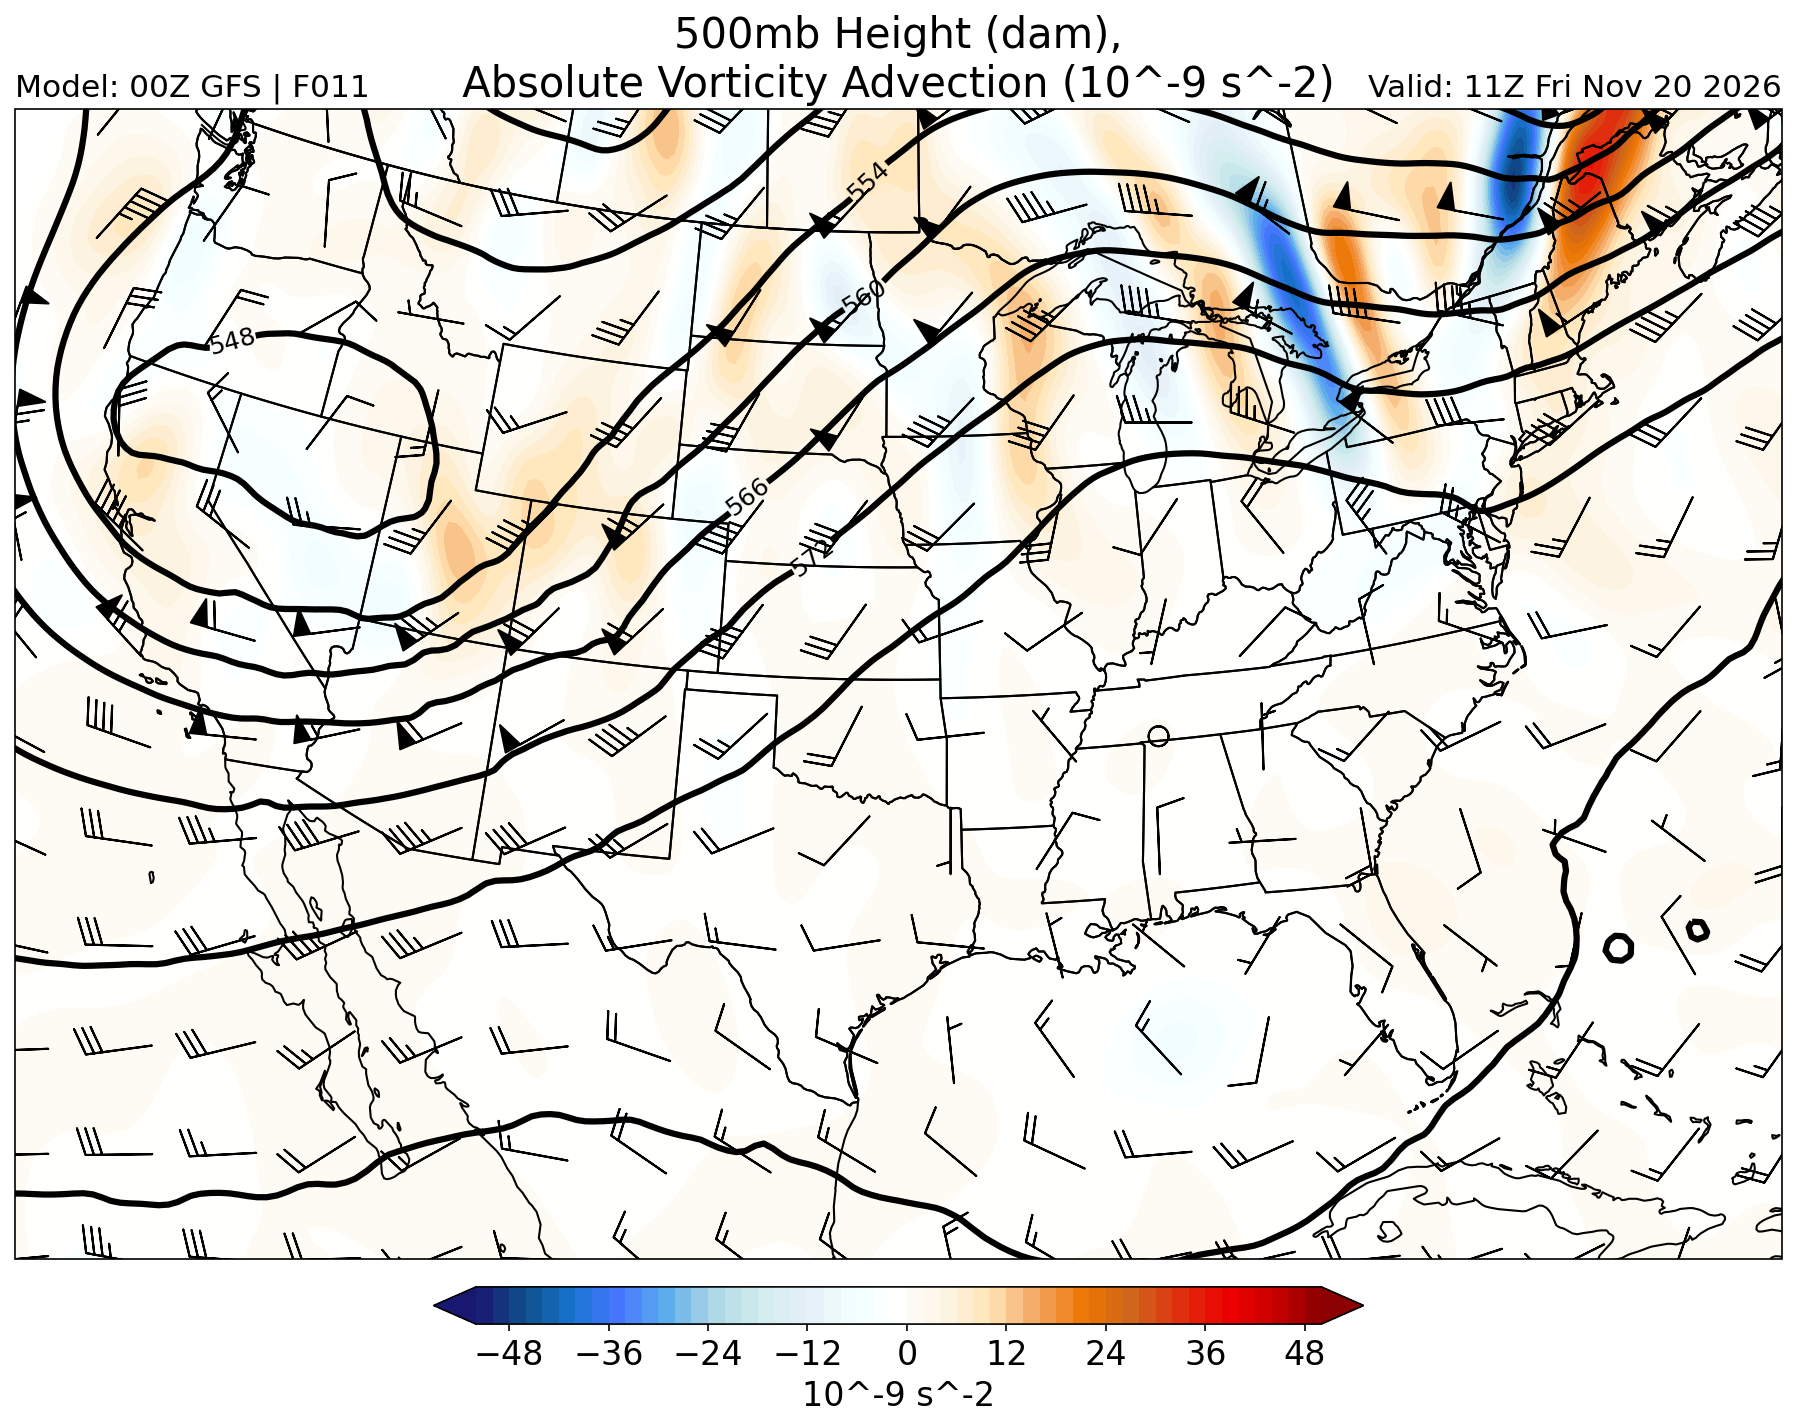 500mb Height (dam),
Model: 00Z GFS | F011
Absolute Vorticity Advection (10^-9 s^-2)
Valid: 11Z Fri Nov 20 2026
554
560
548
566
572
−48 −36 −24 −12 0 12 24 36 48
10^-9 s^-2